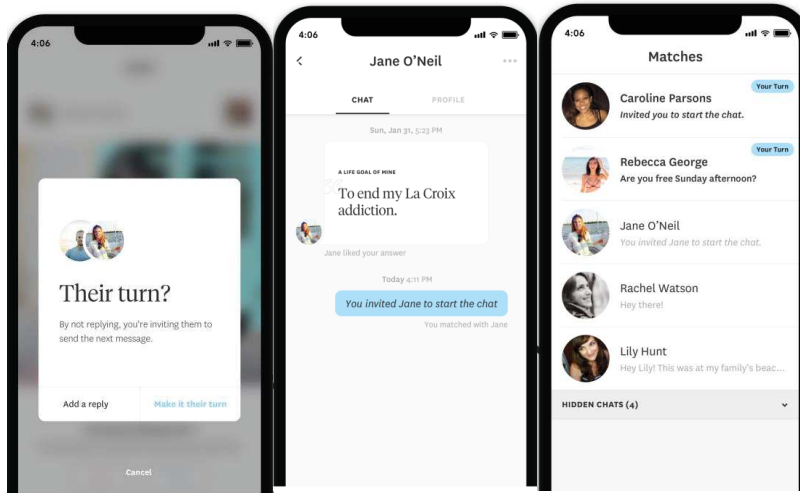 4:06
Their turn?
By not replying, you're inviting them to
send the next message.
Add a reply
Make it their turn
Cancel
4:06
Jane O'Neil
CHAT
PROFILE
Sun, Jan 31, 5:23 PM
A LIFE GOAL OF MINE
To end my La Croix
addiction.
Jane liked your answer
Today 4:11 PM
You invited Jane to start the chat
You matched with Jane
4:06
Matches
Your Turn
Caroline Parsons
Invited you to start the chat.
Your Turn
Rebecca George
Are you free Sunday afternoon?
Jane O'Neil
You invited Jane to start the chat.
Rachel Watson
Hey there!
Lily Hunt
Hey Lily! This was at my family's beac...
HIDDEN CHATS (4)